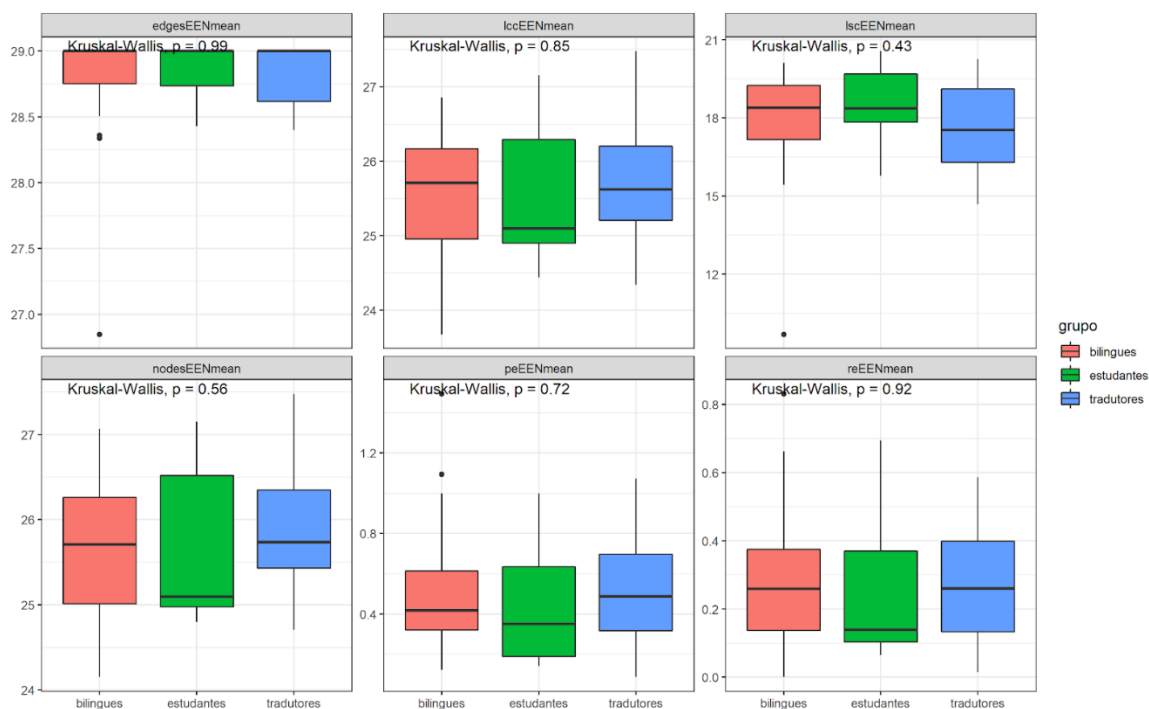 edgesEENmean
lccEENmean
lscEENmean
Kruskal-Wallis, p = 0.99
Kruskal-Wallis, p = 0.85
Kruskal-Wallis, p = 0.43
29.0
28.5
28.0
27.5
27.0
27
26
25
24
21
18
15
12
nodesEENmean
peEENmean
reEENmean
Kruskal-Wallis, p = 0.56
Kruskal-Wallis, p = 0.72
Kruskal-Wallis, p = 0.92
27
26
25
24
1.2
0.8
0.4
0.8
0.6
0.4
0.2
0.0
bilingues estudantes tradutores
bilingues estudantes tradutores
bilingues estudantes tradutores
grupo
bilingues
estudantes
tradutores